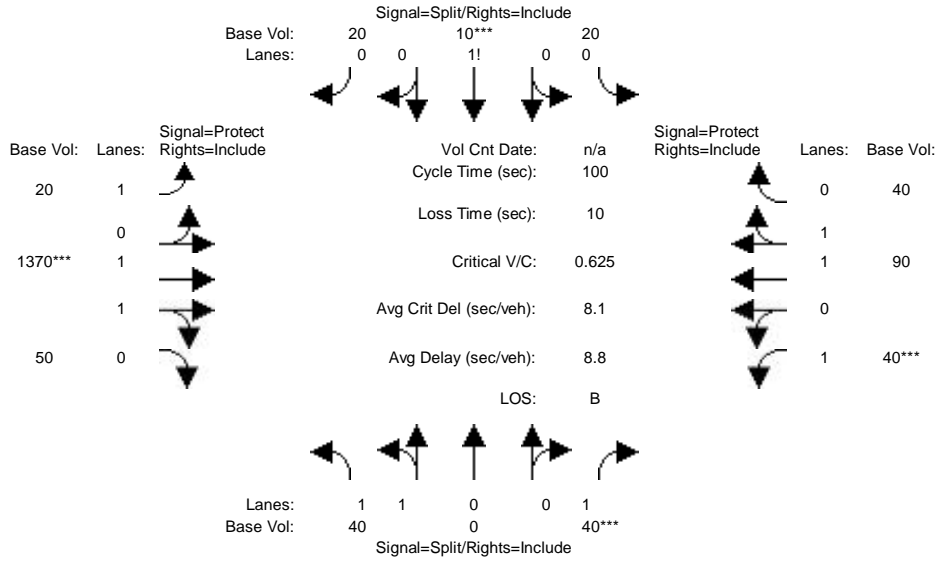 Signal=Split/Rights=Include
Base Vol: 20 10*** 20
Lanes: 0 0 1! 0 0
Signal=Protect Signal=Protect
Base Vol: Lanes: Rights=Include Vol Cnt Date: n/a Rights=Include Lanes: Base Vol:
Cycle Time (sec): 100
20 1 0 40
Loss Time (sec): 10
0 1
1370*** 1 Critical V/C: 0.625 1 90
1 Avg Crit Del (sec/veh): 8.1 0
50 0 Avg Delay (sec/veh): 8.8 1 40***
LOS: B
Lanes: 1 1 0 0 1
Base Vol: 40 0 40***
Signal=Split/Rights=Include